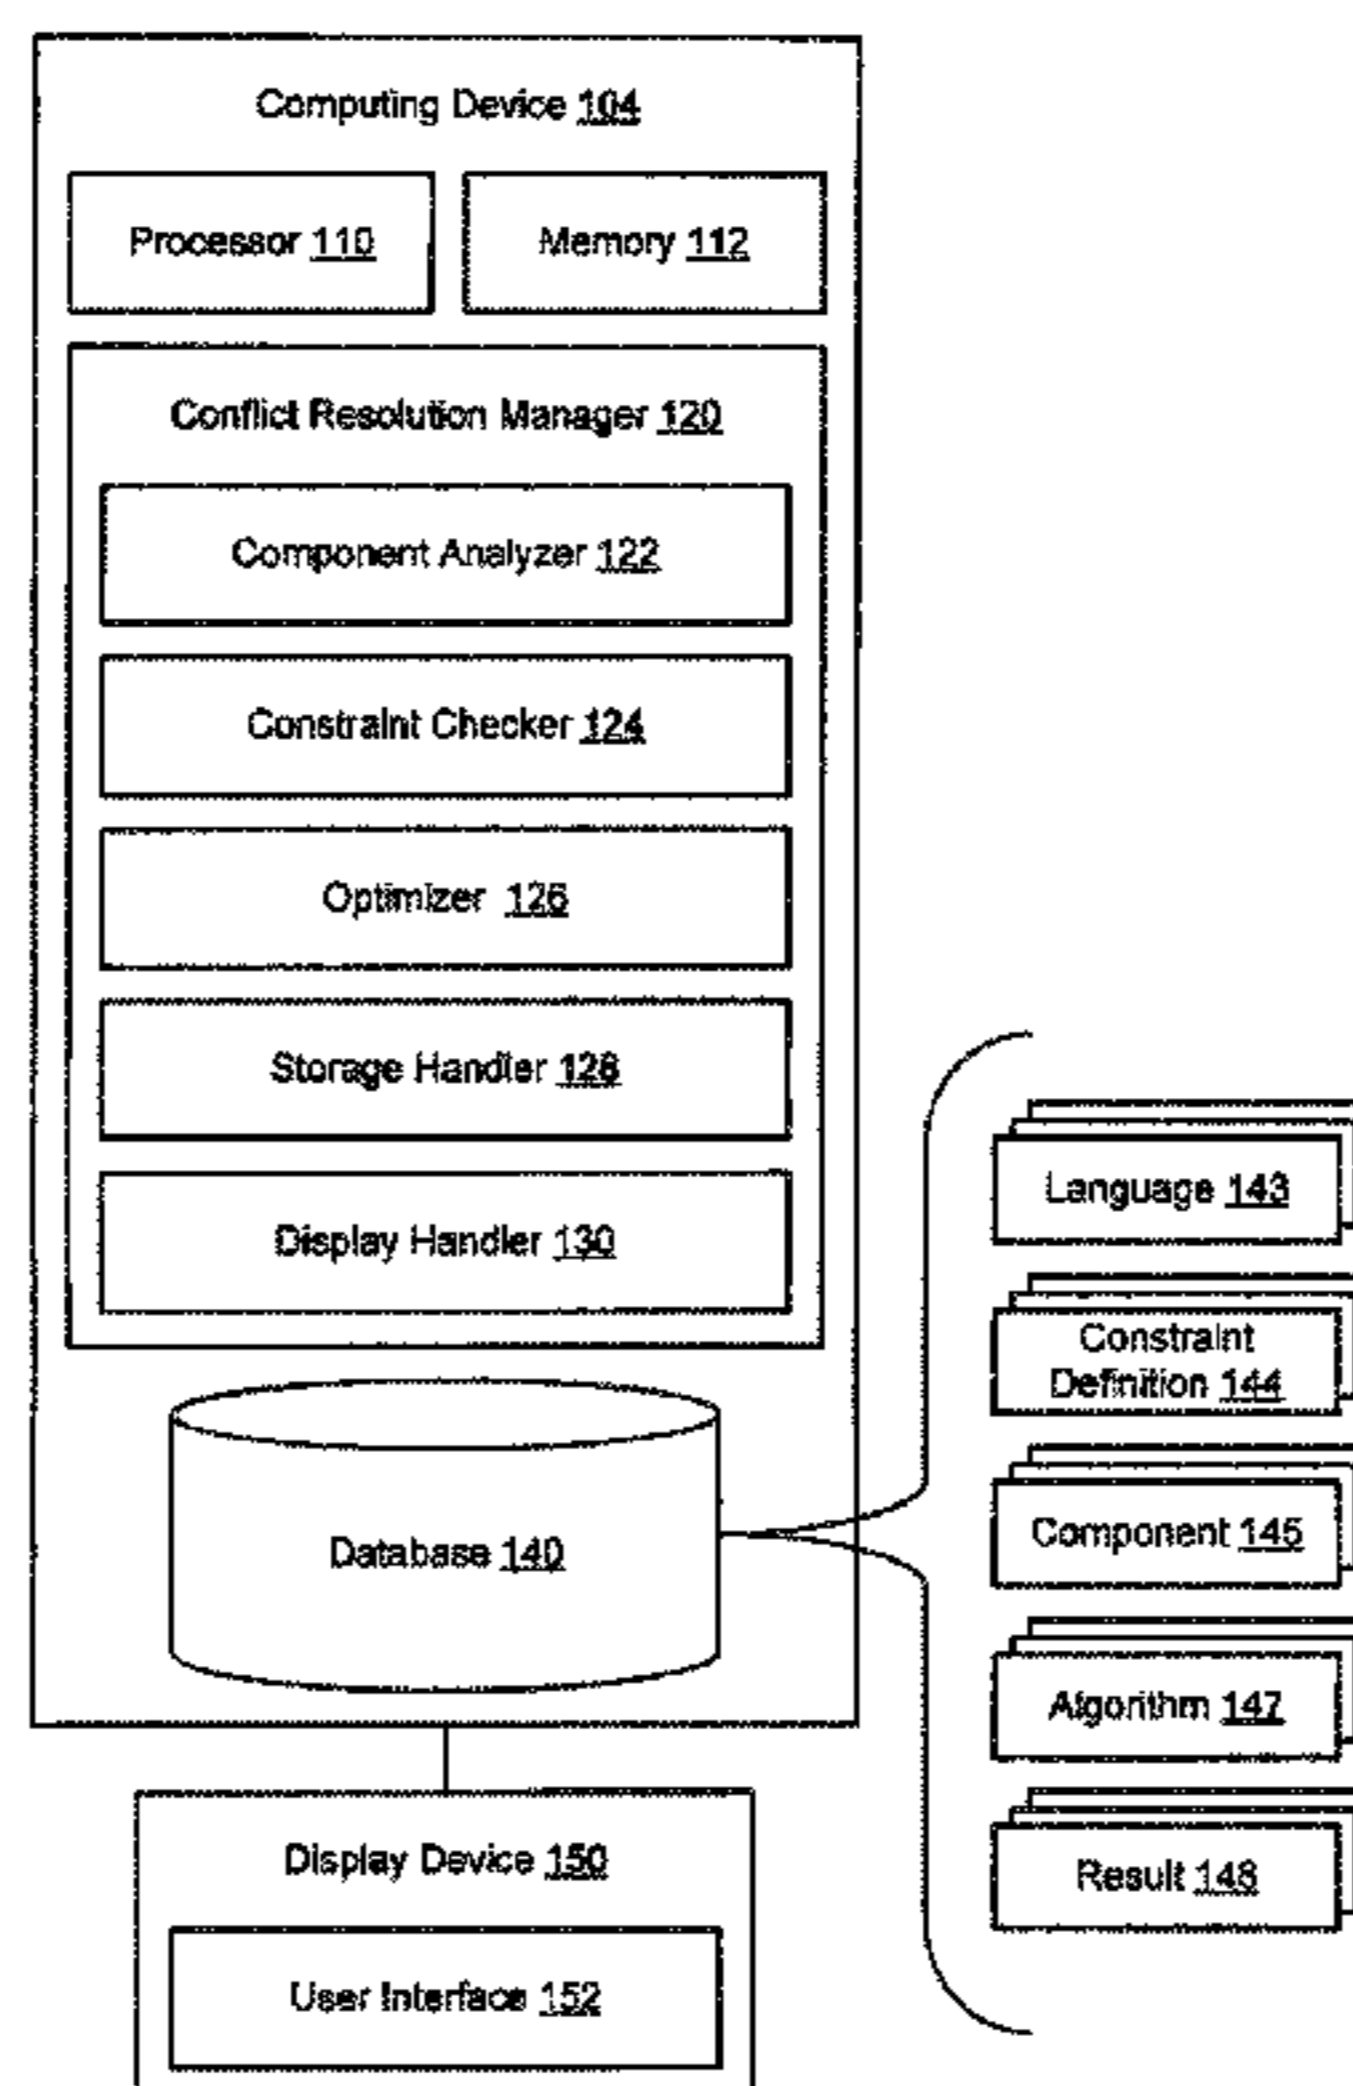 Computing Device 104
Processor 110
Memory 112
Conflict Resolution Manager 120
Component Analyzer 122
Constraint Checker 124
Optimizer 126
Storage Handler 128
Display Handler 130
Database 140
Language 143
Constraint
Definition 144
Component 145
Algorithm 147
Result 148
Display Device 150
User Interface 152